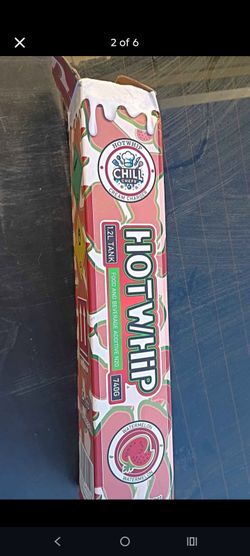 2 of 6
HOTWHIP
CHILL
CHEFS
CREAM CHARGER
HOTWHIP
1.2L TANK
FOOD AND BEVERAGE ADDITIVE N2O
740G
WATERMELON
WATERMELON